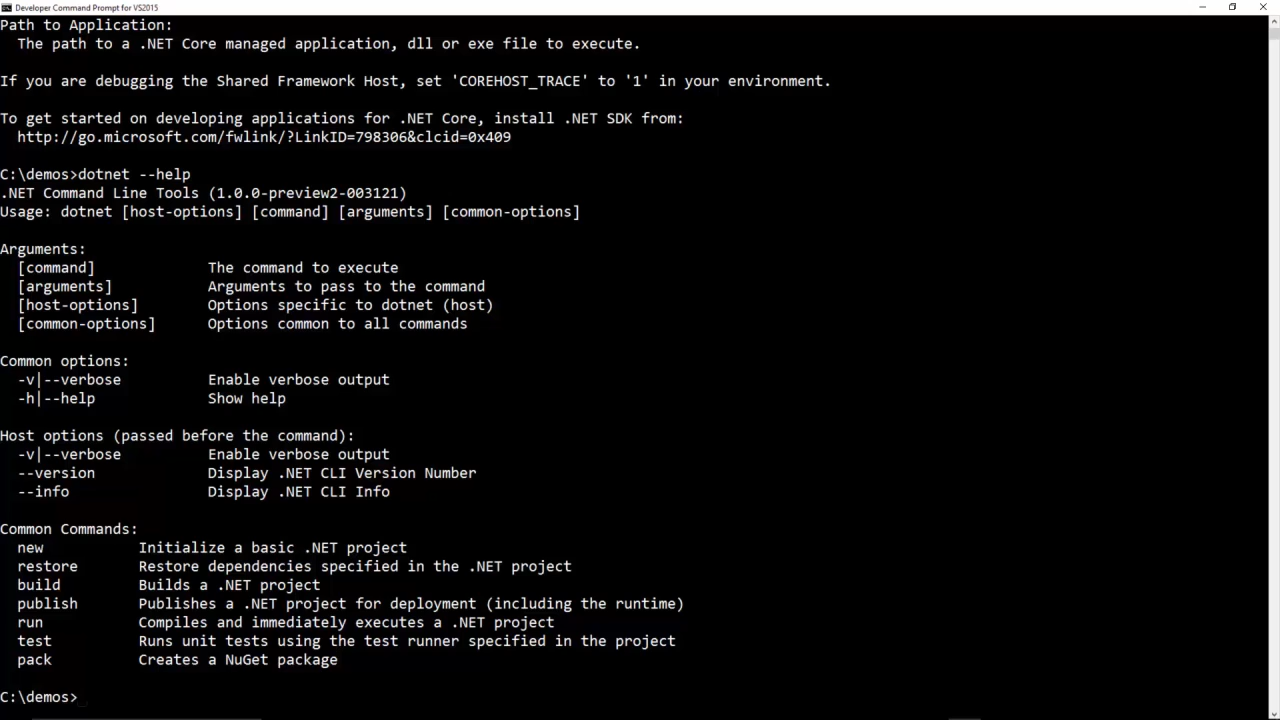 Developer Command Prompt for VS2015
Path to Application:
  The path to a .NET Core managed application, dll or exe file to execute.
If you are debugging the Shared Framework Host, set 'COREHOST_TRACE' to '1' in your environment.
To get started on developing applications for .NET Core, install .NET SDK from:
  http://go.microsoft.com/fwlink/?LinkID=798306&clcid=0x409
C:\demos>dotnet --help
.NET Command Line Tools (1.0.0-preview2-003121)
Usage: dotnet [host-options] [command] [arguments] [common-options]
Arguments:
  [command]             The command to execute
  [arguments]           Arguments to pass to the command
  [host-options]        Options specific to dotnet (host)
  [common-options]      Options common to all commands
Common options:
  -v|--verbose          Enable verbose output
  -h|--help             Show help
Host options (passed before the command):
  -v|--verbose          Enable verbose output
  --version             Display .NET CLI Version Number
  --info                Display .NET CLI Info
Common Commands:
  new           Initialize a basic .NET project
  restore       Restore dependencies specified in the .NET project
  build         Builds a .NET project
  publish       Publishes a .NET project for deployment (including the runtime)
  run           Compiles and immediately executes a .NET project
  test          Runs unit tests using the test runner specified in the project
  pack          Creates a NuGet package
C:\demos>